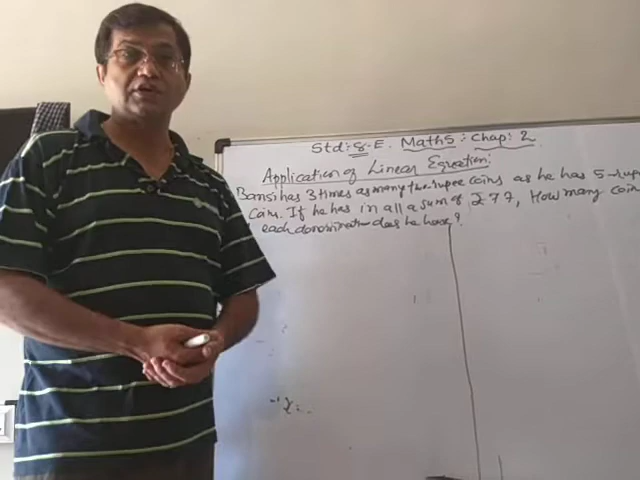 Std:- 8-E. Maths: Chap: 2
Application of Linear Equation:
Bansi has 3 times as many two-rupee coins as he has 5-rup
coin. If he has in all a sum of ₹ 77, How many coin
each denomination does he have?